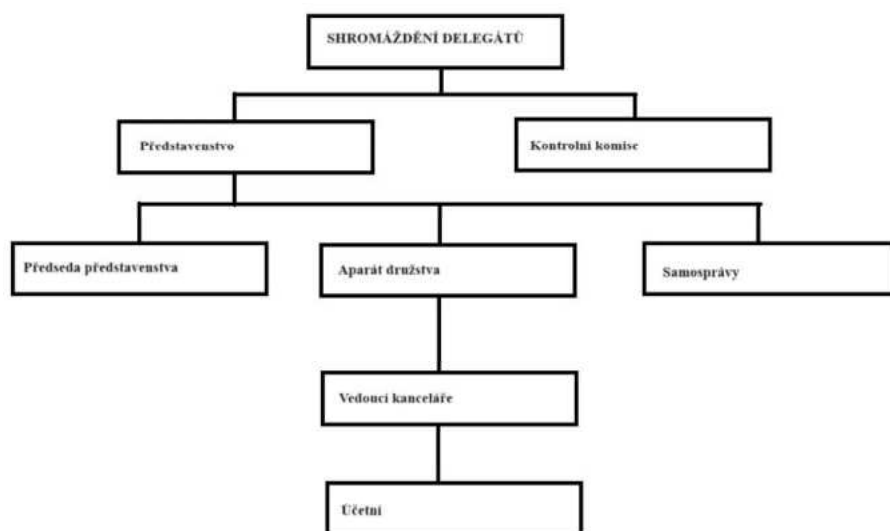 SHROMÁŽDĚNÍ DELEGÁTŮ
Představenstvo
Kontrolní komise
Předseda představenstva
Aparát družstva
Samosprávy
Vedoucí kanceláře
Účetní